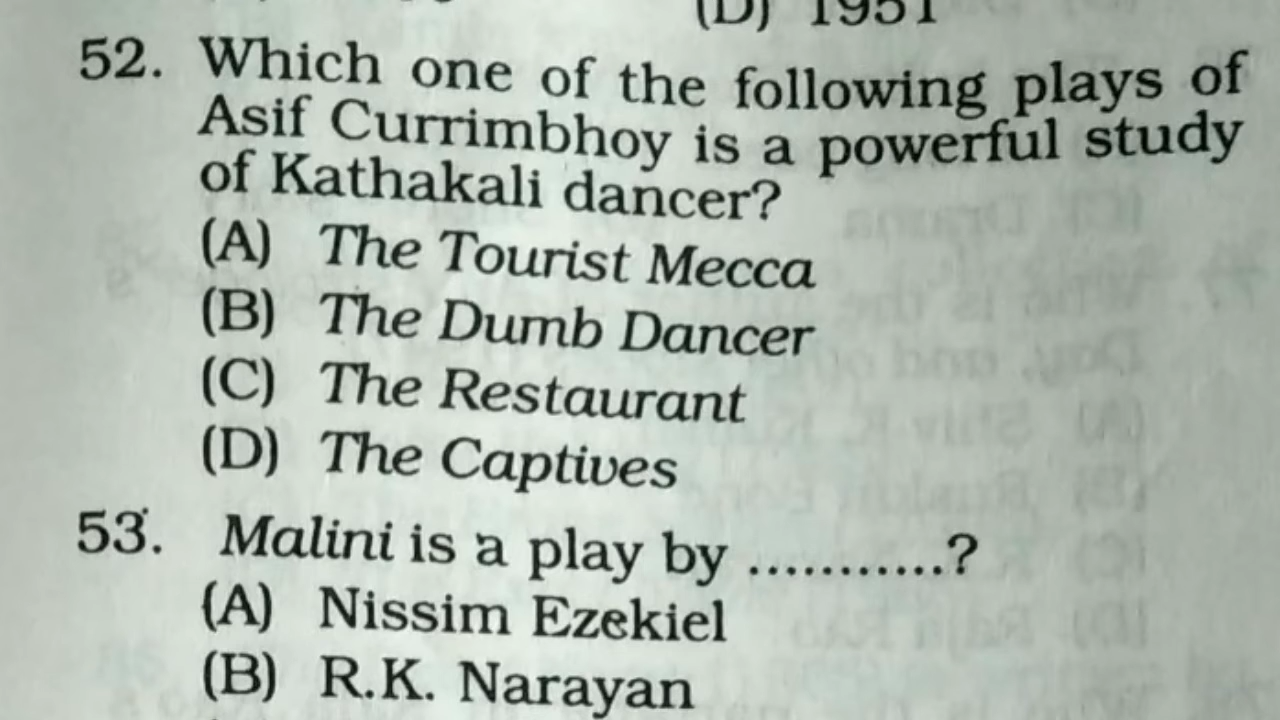 (D) 1951
52. Which one of the following plays of
Asif Currimbhoy is a powerful study
of Kathakali dancer?
(A) The Tourist Mecca
(B) The Dumb Dancer
(C) The Restaurant
(D) The Captives
53. Malini is a play by ...........?
(A) Nissim Ezekiel
(B) R.K. Narayan